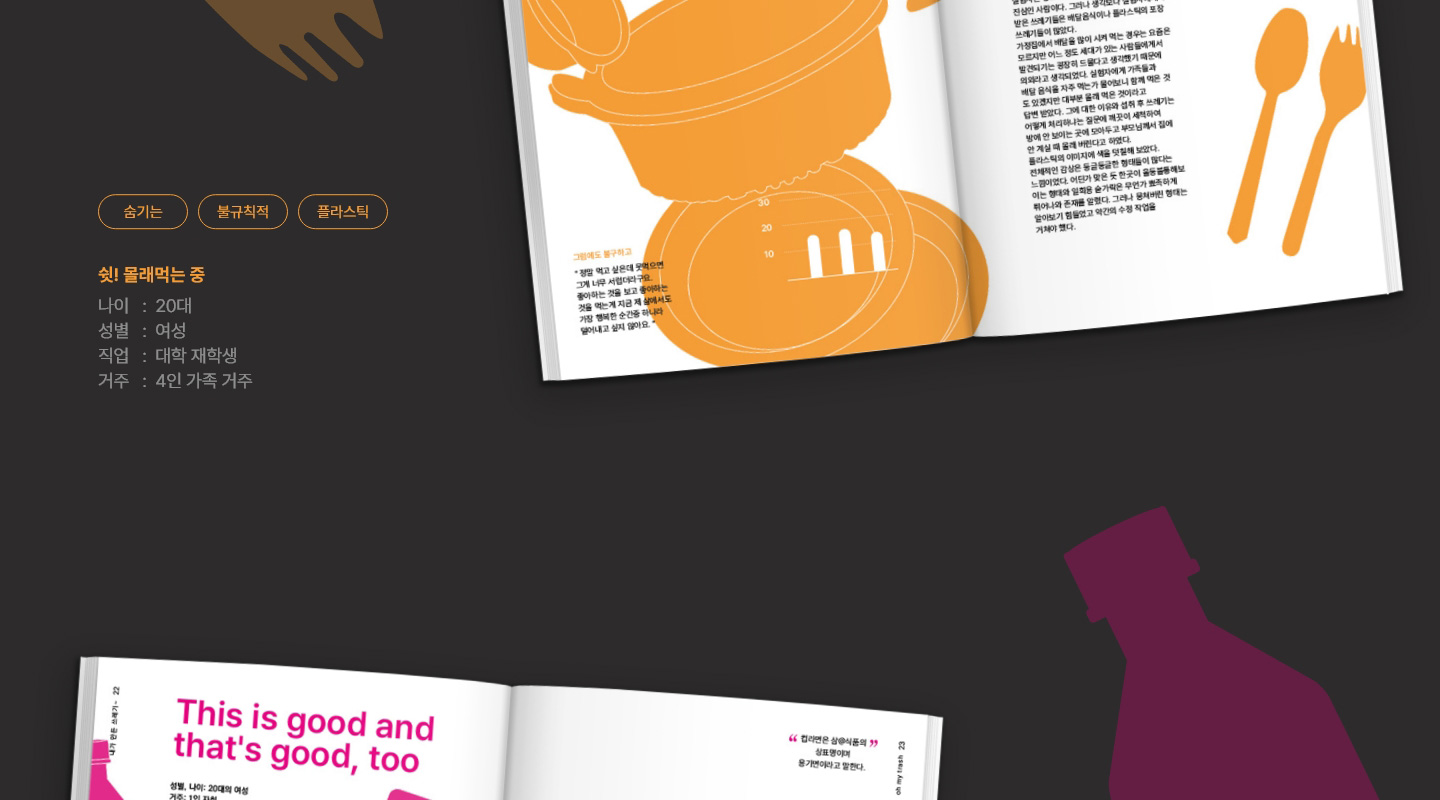 진상인 사람이다. 그러나 생각보다
받은 쓰레기들은 배달음식이나 플라스틱의 포장
쓰레기들이 많았다.
가정집에서 배달을 많이 시켜 먹는 경우는 요즘은
모르지만 어느 정도 세대가 있는 사람들에게서
발견되기는 굉장히 드물다고 생각했기 때문에
의외라고 생각되었다. 실험자에게 가족들과
배달 음식을 자주 먹는가 물어보니 함께 먹은 것
도 있겠지만 대부분 몰래 먹은 것이라고
답변 받았다. 그에 대한 이유와 섭취 후 쓰레기는
어떻게 처리하냐는 질문에 깨끗이 세척하여
방에 안 보이는 곳에 모아두고 부모님께서 집에
안 계실 때 몰래 버린다고 하였다.
플라스틱의 이미지에 색을 덧칠해 보았다.
전체적인 감상은 둥글둥글한 형태들이 많다는
느낌이었다. 어딘가 맞은 듯 한곳이 울퉁불퉁해보
이는 형태와 일회용 숟가락은 무언가 뾰족하게
튀어나와 존재를 알렸다. 그러나 뭉쳐버린 형태는
알아보기 힘들었고 약간의 수정 작업을
거쳐야 했다.
숨기는 불규칙적 플라스틱
쉿! 몰래먹는 중
나이 : 20대
성별 : 여성
직업 : 대학 재학생
거주 : 4인 가족 거주
30
20
10
그럼에도 불구하고
" 정말 먹고 싶은데 못먹으면
그게 너무 서럽더라구요.
좋아하는 것을 보고 좋아하는
것을 먹는게 지금 제 삶에서도
가장 행복한 순간중 하나라
덜어내고 싶지 않아요. "
내가 만든 쓰레기~ 22
This is good and
that's good, too
성별, 나이: 20대의 여성
거주: 1인 자취
“ 컵라면은 삼@식품의 ”
상표명이며
용기면이라고 말한다.
oh my trash 23